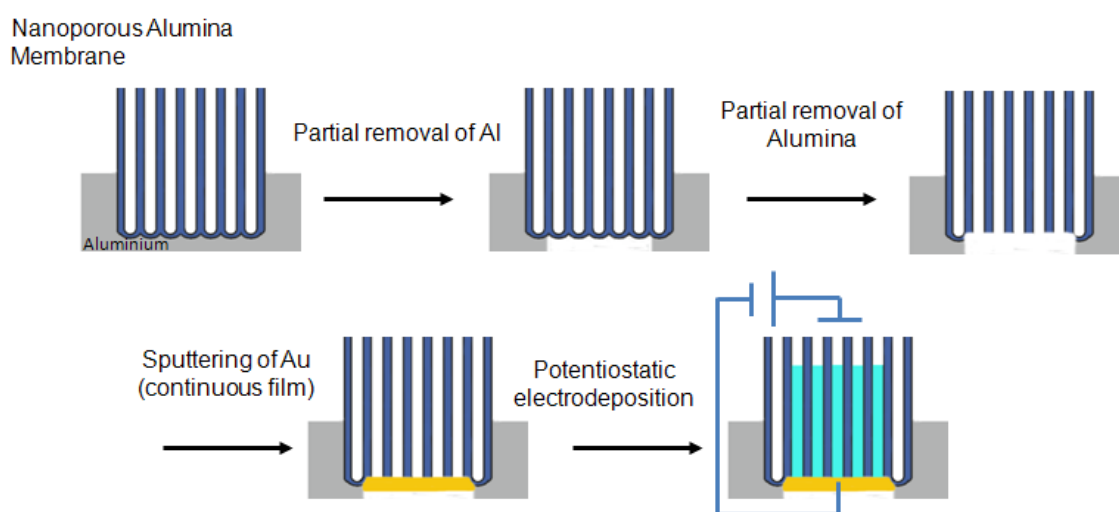 Nanoporous Alumina
Membrane
Partial removal of Al
Partial removal of
Alumina
Aluminium
Sputtering of Au
(continuous film)
Potentiostatic
electrodeposition